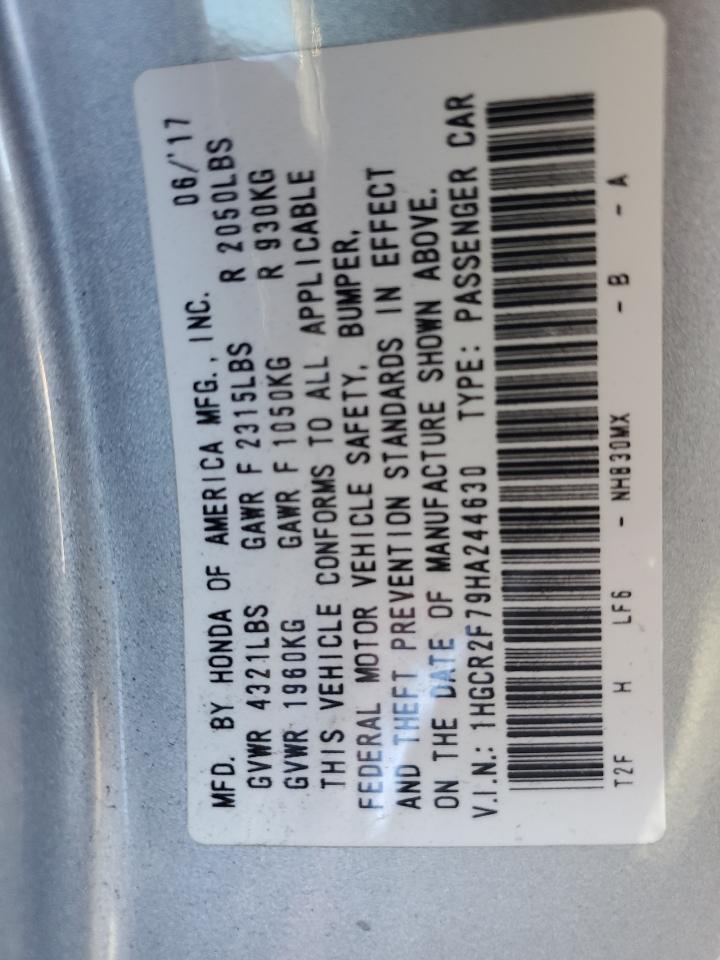 MFD. BY HONDA OF AMERICA MFG., INC. 06/'17
GVWR 4321LBS GAWR F 2315LBS R 2050LBS
GVWR 1960KG GAWR F 1050KG R 930KG
THIS VEHICLE CONFORMS TO ALL APPLICABLE
FEDERAL MOTOR VEHICLE SAFETY, BUMPER,
AND THEFT PREVENTION STANDARDS IN EFFECT
ON THE DATE OF MANUFACTURE SHOWN ABOVE.
V.I.N.: 1HGCR2F79HA244630 TYPE: PASSENGER CAR
T2F H LF6 - NH830MX - B - A